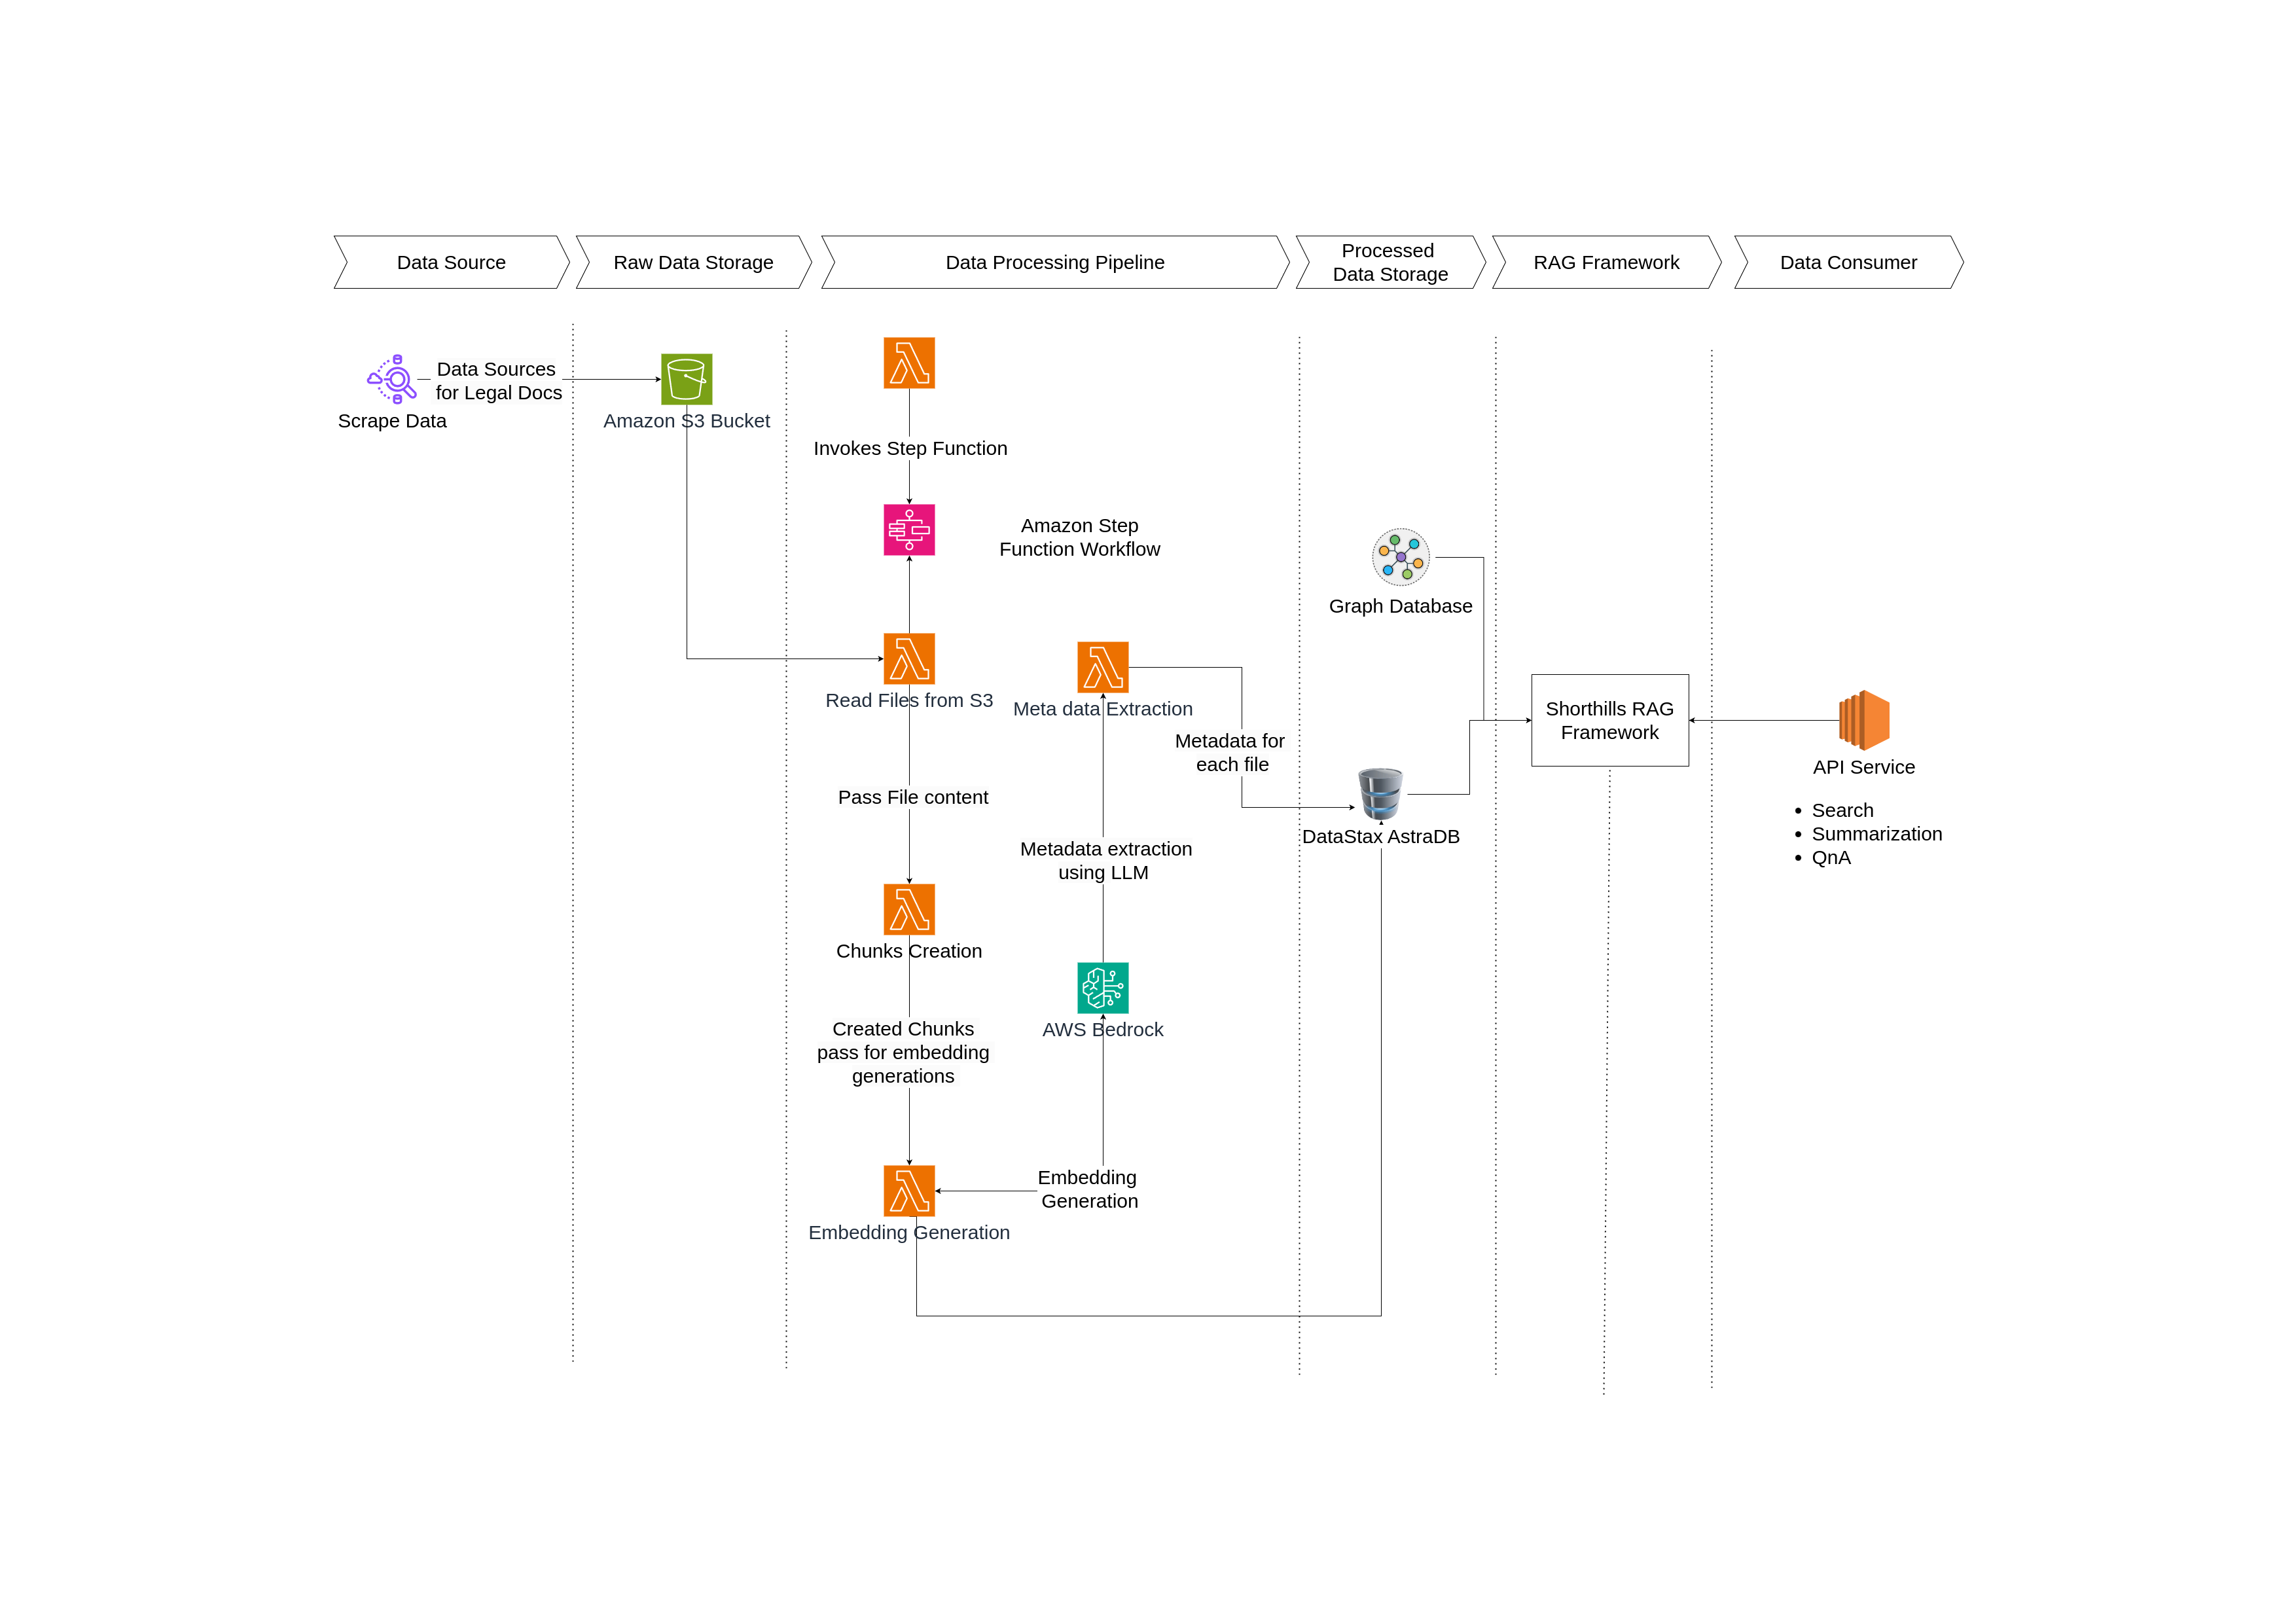 Data Source
Raw Data Storage
Data Processing Pipeline
Processed
Data Storage
RAG Framework
Data Consumer
Data Sources
for Legal Docs
Scrape Data
Amazon S3 Bucket
Invokes Step Function
Amazon Step
Function Workflow
Graph Database
Read Files from S3
Meta data Extraction
Shorthills RAG
Framework
Metadata for
each file
API Service
Pass File content
Search
Summarization
QnA
DataStax AstraDB
Metadata extraction
using LLM
Chunks Creation
Created Chunks
pass for embedding
generations
AWS Bedrock
Embedding
Generation
Embedding Generation